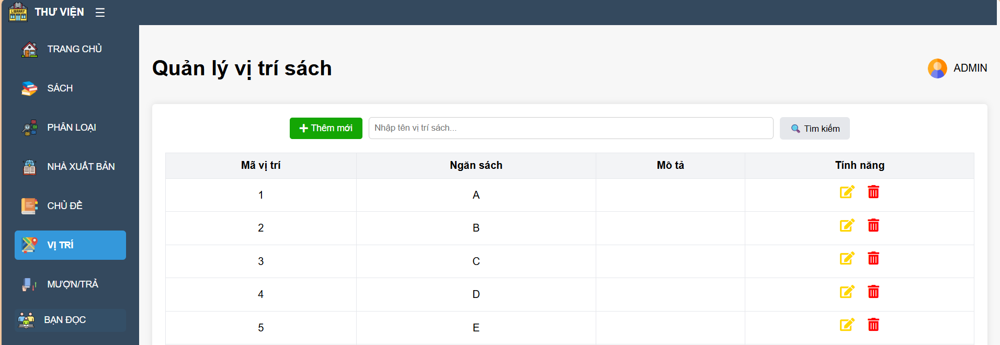 LIBRARY
THƯ VIỆN
TRANG CHỦ
SÁCH
PHÂN LOẠI
NHÀ XUẤT BẢN
CHỦ ĐỀ
VỊ TRÍ
MƯỢN/TRẢ
BẠN ĐỌC
Quản lý vị trí sách
ADMIN
Thêm mới
Nhập tên vị trí sách...
Tìm kiếm
Mã vị trí Ngăn sách Mô tả Tính năng
1 A
2 B
3 C
4 D
5 E